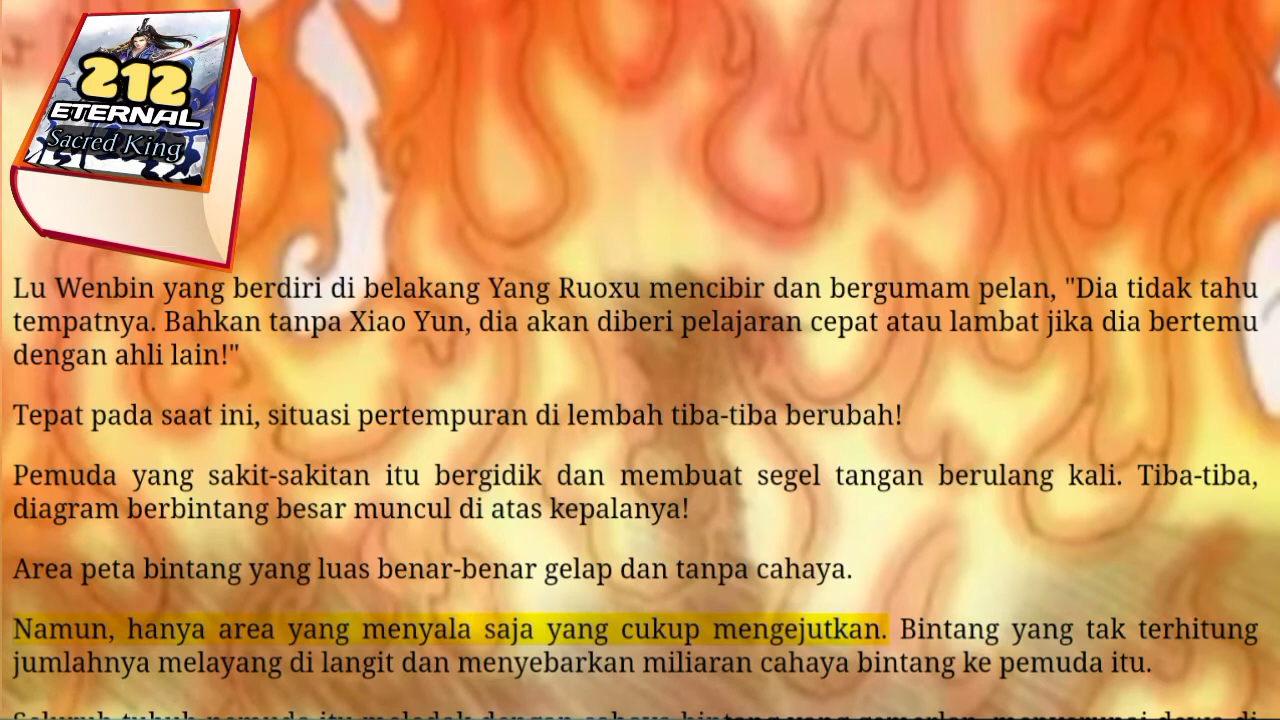 212
ETERNAL
Sacred King
Lu Wenbin yang berdiri di belakang Yang Ruoxu mencibir dan bergumam pelan, "Dia tidak tahu
tempatnya. Bahkan tanpa Xiao Yun, dia akan diberi pelajaran cepat atau lambat jika dia bertemu
dengan ahli lain!"
Tepat pada saat ini, situasi pertempuran di lembah tiba-tiba berubah!
Pemuda yang sakit-sakitan itu bergidik dan membuat segel tangan berulang kali. Tiba-tiba,
diagram berbintang besar muncul di atas kepalanya!
Area peta bintang yang luas benar-benar gelap dan tanpa cahaya.
Namun, hanya area yang menyala saja yang cukup mengejutkan. Bintang yang tak terhitung
jumlahnya melayang di langit dan menyebarkan miliaran cahaya bintang ke pemuda itu.